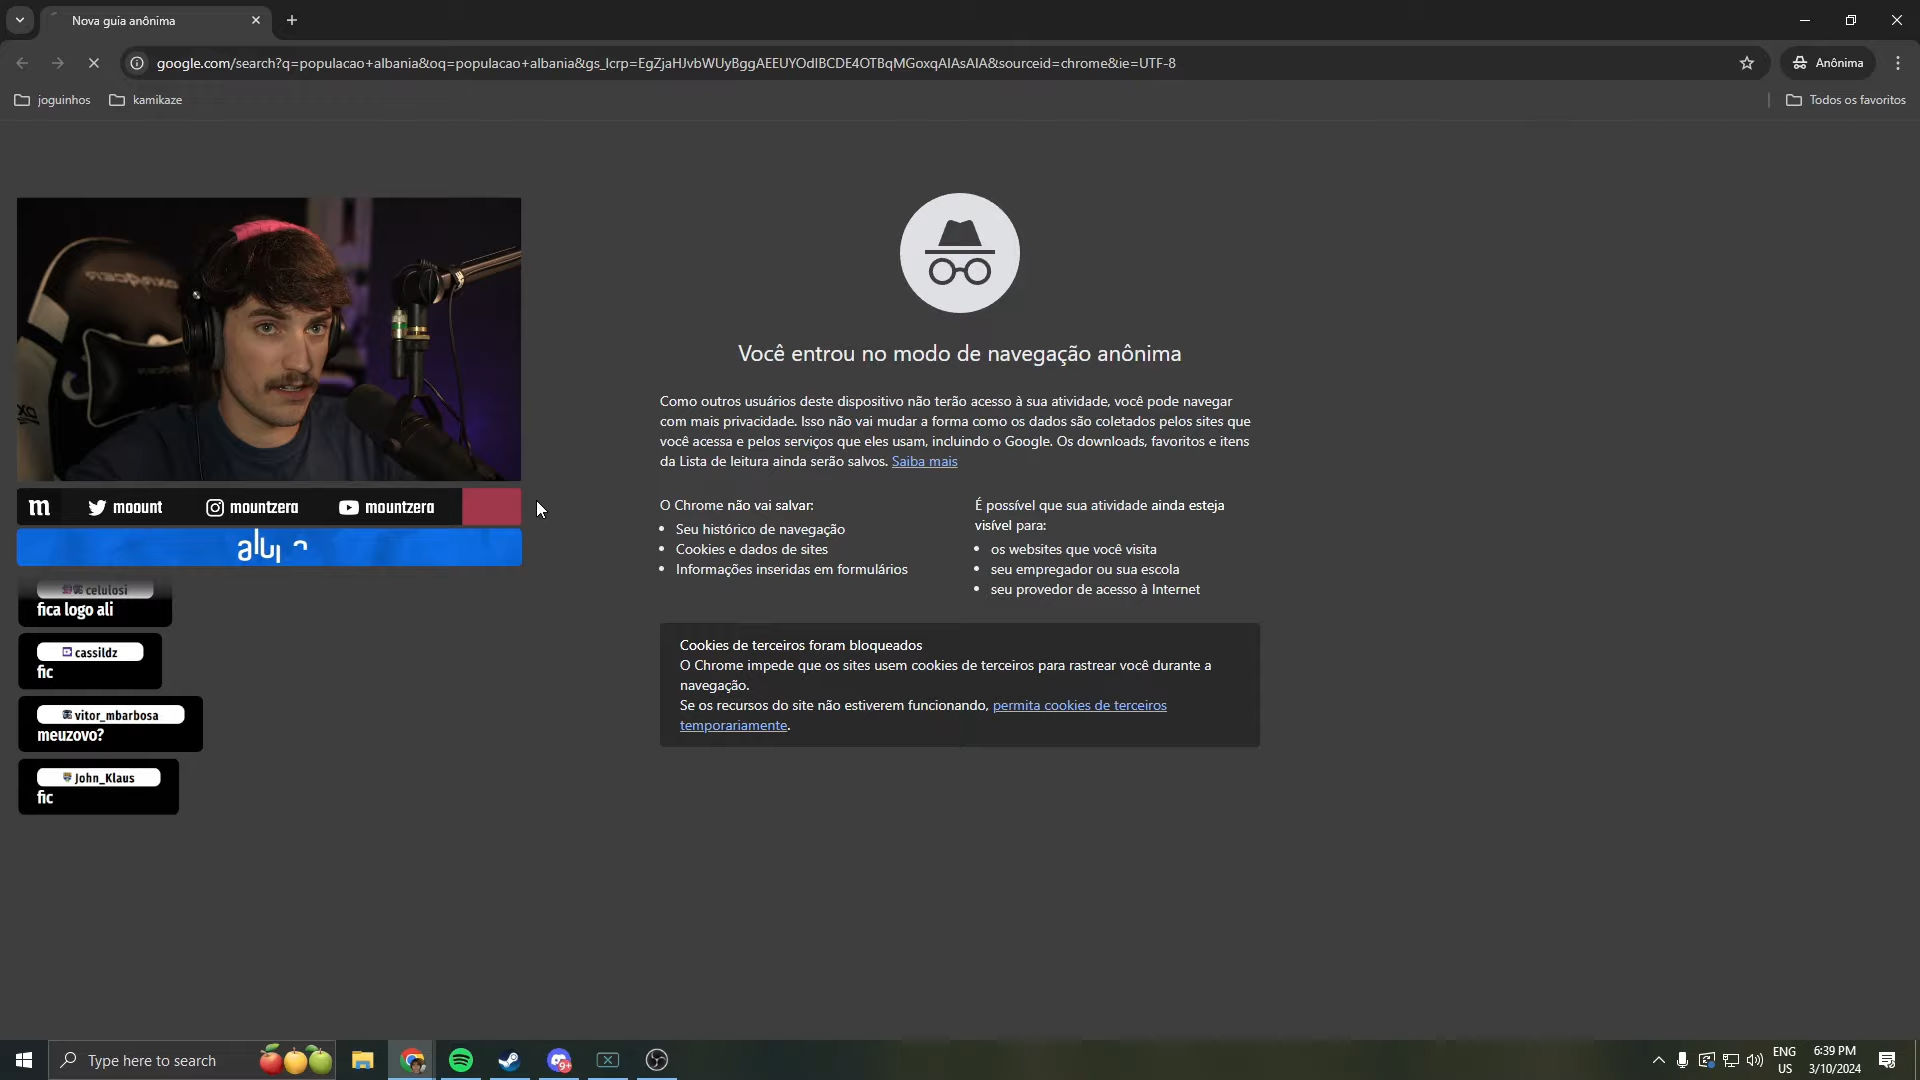 Nova guia anônima
google.com/search?q=populacao+albania&oq=populacao+albania&gs_lcrp=EgZjaHJvbWUyBggAEEUYOdIBCDE4OTBqMGoxqAIAsAIA&sourceid=chrome&ie=UTF-8
Anônima
joguinhos
kamikaze
Todos os favoritos
Você entrou no modo de navegação anônima
Como outros usuários deste dispositivo não terão acesso à sua atividade, você pode navegar
com mais privacidade. Isso não vai mudar a forma como os dados são coletados pelos sites que
você acessa e pelos serviços que eles usam, incluindo o Google. Os downloads, favoritos e itens
da Lista de leitura ainda serão salvos. Saiba mais
O Chrome não vai salvar:
Seu histórico de navegação
Cookies e dados de sites
Informações inseridas em formulários
É possível que sua atividade ainda esteja
visível para:
os websites que você visita
seu empregador ou sua escola
seu provedor de acesso à Internet
Cookies de terceiros foram bloqueados
O Chrome impede que os sites usem cookies de terceiros para rastrear você durante a
navegação.
Se os recursos do site não estiverem funcionando, permita cookies de terceiros
temporariamente.
m moount mountzera mountzera
celulosi
fica logo ali
cassildz
fic
vitor_mbarbosa
meuzovo?
John_Klaus
fic
Type here to search
9+
ENG
US
6:39 PM
3/10/2024